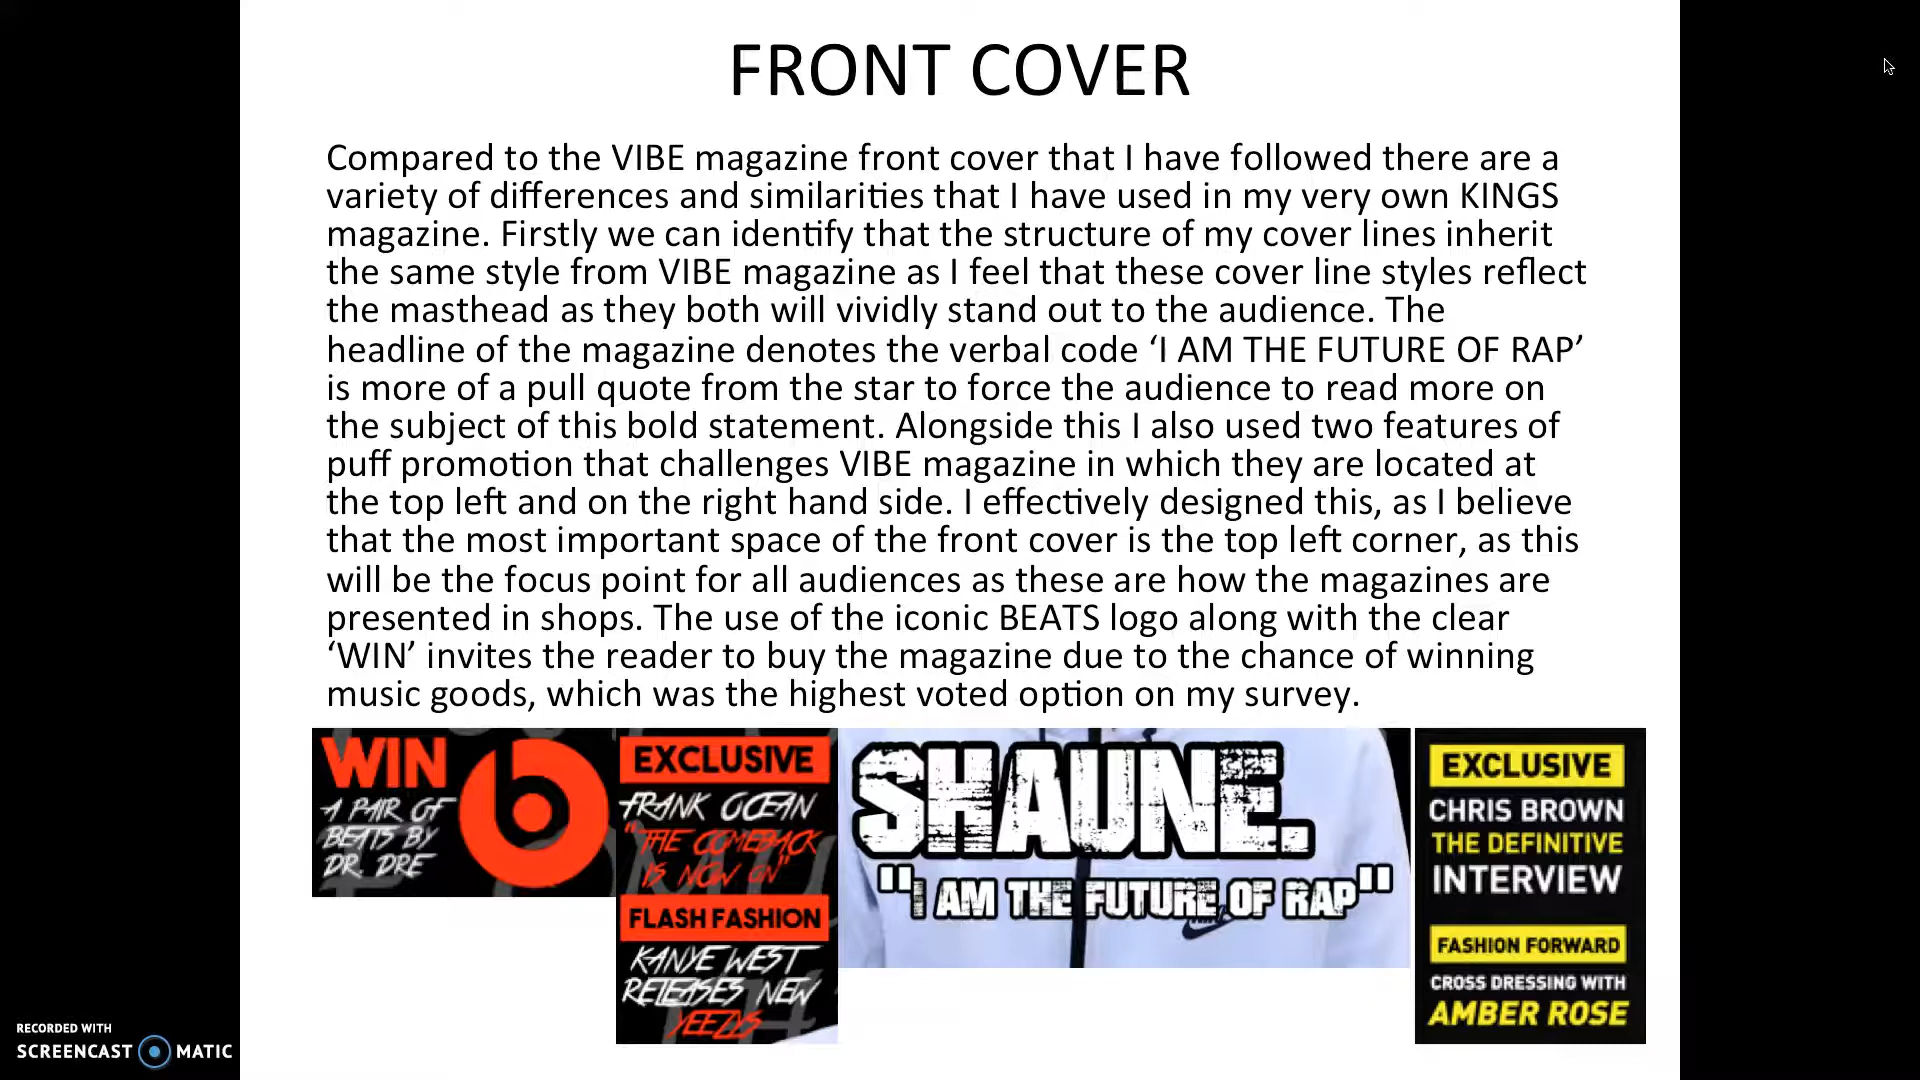 FRONT COVER
Compared to the VIBE magazine front cover that I have followed there are a
variety of differences and similarities that I have used in my very own KINGS
magazine. Firstly we can identify that the structure of my cover lines inherit
the same style from VIBE magazine as I feel that these cover line styles reflect
the masthead as they both will vividly stand out to the audience. The
headline of the magazine denotes the verbal code ‘I AM THE FUTURE OF RAP’
is more of a pull quote from the star to force the audience to read more on
the subject of this bold statement. Alongside this I also used two features of
puff promotion that challenges VIBE magazine in which they are located at
the top left and on the right hand side. I effectively designed this, as I believe
that the most important space of the front cover is the top left corner, as this
will be the focus point for all audiences as these are how the magazines are
presented in shops. The use of the iconic BEATS logo along with the clear
‘WIN’ invites the reader to buy the magazine due to the chance of winning
music goods, which was the highest voted option on my survey.
WIN
A PAIR OF
BEATS BY
DR. DRE
b
EXCLUSIVE
FRANK OCEAN
"THE COMEBACK
IS NOW ON"
FLASH FASHION
KANYE WEST
RELEASES NEW
YEEZYS
SHAUNE.
"I AM THE FUTURE OF RAP"
EXCLUSIVE
CHRIS BROWN
THE DEFINITIVE
INTERVIEW
FASHION FORWARD
CROSS DRESSING WITH
AMBER ROSE
RECORDED WITH
SCREENCAST MATIC